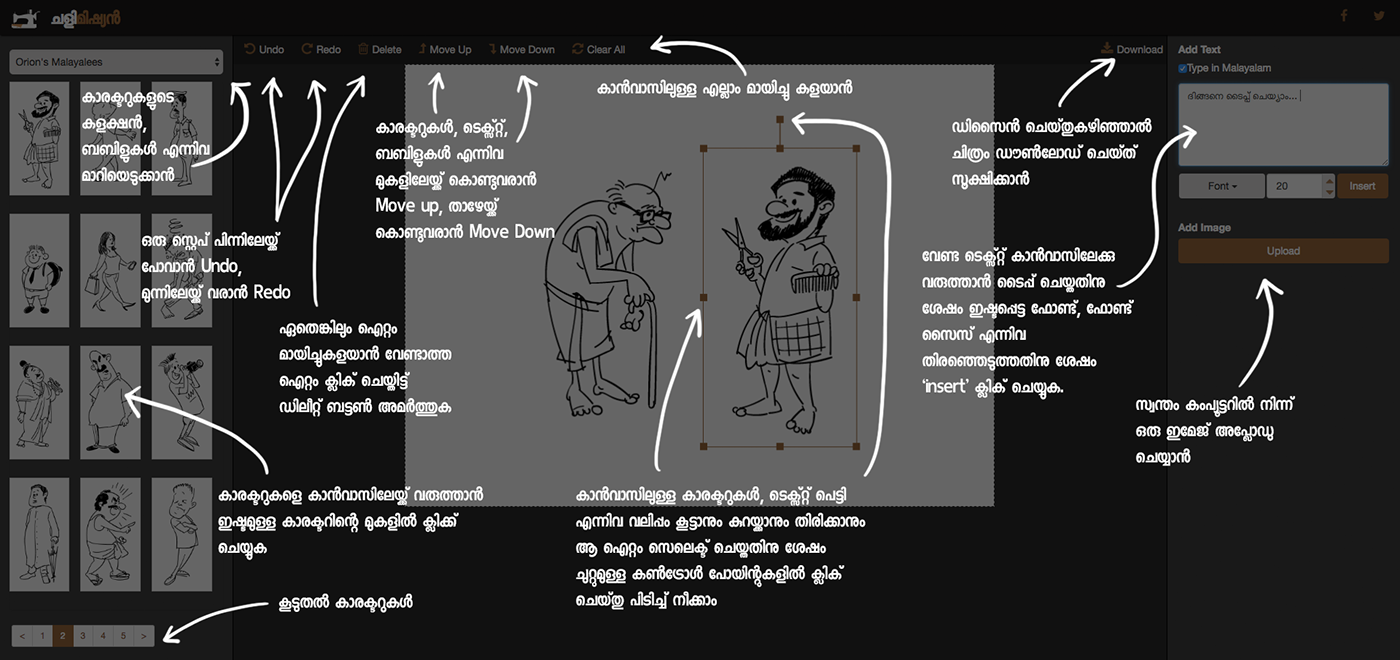 ചളിമിഷ്യൻ
Orion's Malayalees
Undo
Redo
Delete
Move Up
Move Down
Clear All
Download
Add Text
Type in Malayalam
ദിങ്ങനെ ടൈപ്പ് ചെയ്യാം...
Font
20
Insert
Add Image
Upload
കാരക്ടറുകളുടെ
കളക്ഷൻ,
ബബിളുകൾ എന്നിവ
മാറിയെടുക്കാൻ
ഒരു സ്റ്റെപ് പിന്നിലേയ്ക്ക്
പോവാൻ Undo,
മുന്നിലേയ്ക്ക് വരാൻ Redo
ഏതെങ്കിലും ഐറ്റം
മായിച്ചുകളയാൻ വേണ്ടാത്ത
ഐറ്റം ക്ലിക് ചെയ്തിട്ട്
ഡിലീറ്റ് ബട്ടൺ അമർത്തുക
കാരക്ടറുകൾ, ടെക്സ്റ്റ്,
ബബിളുകൾ എന്നിവ
മുകളിലേയ്ക്ക് കൊണ്ടുവരാൻ
Move up, താഴേയ്ക്ക്
കൊണ്ടുവരാൻ Move Down
കാൻവാസിലുള്ള എല്ലാം മായിച്ചു കളയാൻ
ഡിസൈൻ ചെയ്തുകഴിഞ്ഞാൽ
ചിത്രം ഡൗൺലോഡ് ചെയ്ത്
സൂക്ഷിക്കാൻ
വേണ്ട ടെക്സ്റ്റ് കാൻവാസിലേക്കു
വരുത്താൻ ടൈപ്പ് ചെയ്തതിനു
ശേഷം ഇഷ്ടപ്പെട്ട ഫോണ്ട്, ഫോണ്ട്
സൈസ് എന്നിവ
തിരഞ്ഞെടുത്തതിനു ശേഷം
‘insert’ ക്ലിക് ചെയ്യുക.
സ്വന്തം കംപ്യൂട്ടറിൽ നിന്ന്
ഒരു ഇമേജ് അപ്ലോഡു
ചെയ്യാൻ
കാരക്ടറുകളെ കാൻവാസിലേയ്ക്ക് വരുത്താൻ
ഇഷ്ടമുള്ള കാരക്ടറിന്റെ മുകളിൽ ക്ലിക്ക്
ചെയ്യുക
കാൻവാസിലുള്ള കാരക്ടറുകൾ, ടെക്സ്റ്റ് പെട്ടി
എന്നിവ വലിപ്പം കൂട്ടാനും കുറയ്ക്കാനും തിരിക്കാനും
ആ ഐറ്റം സെലെക്ട് ചെയ്തതിനു ശേഷം
ചുറ്റുമുള്ള കൺട്രോൾ പോയിന്റുകളിൽ ക്ലിക്
ചെയ്തു പിടിച്ച് നീക്കാം
കൂടുതൽ കാരക്ടറുകൾ
< 1 2 3 4 5 >